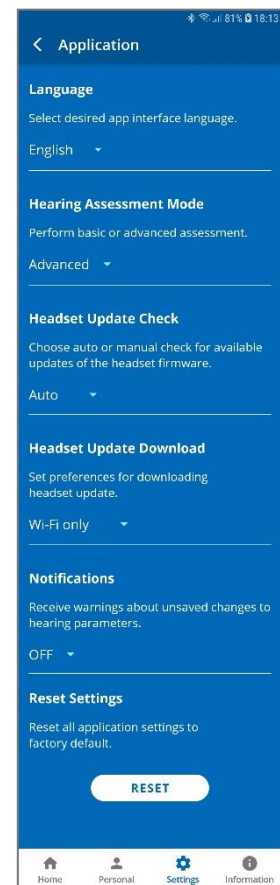 81% 18:13
Application
Language
Select desired app interface language.
English
Hearing Assessment Mode
Perform basic or advanced assessment.
Advanced
Headset Update Check
Choose auto or manual check for available
updates of the headset firmware.
Auto
Headset Update Download
Set preferences for downloading
headset update.
Wi-Fi only
Notifications
Receive warnings about unsaved changes to
hearing parameters.
OFF
Reset Settings
Reset all application settings to
factory default.
RESET
Home Personal Settings Information